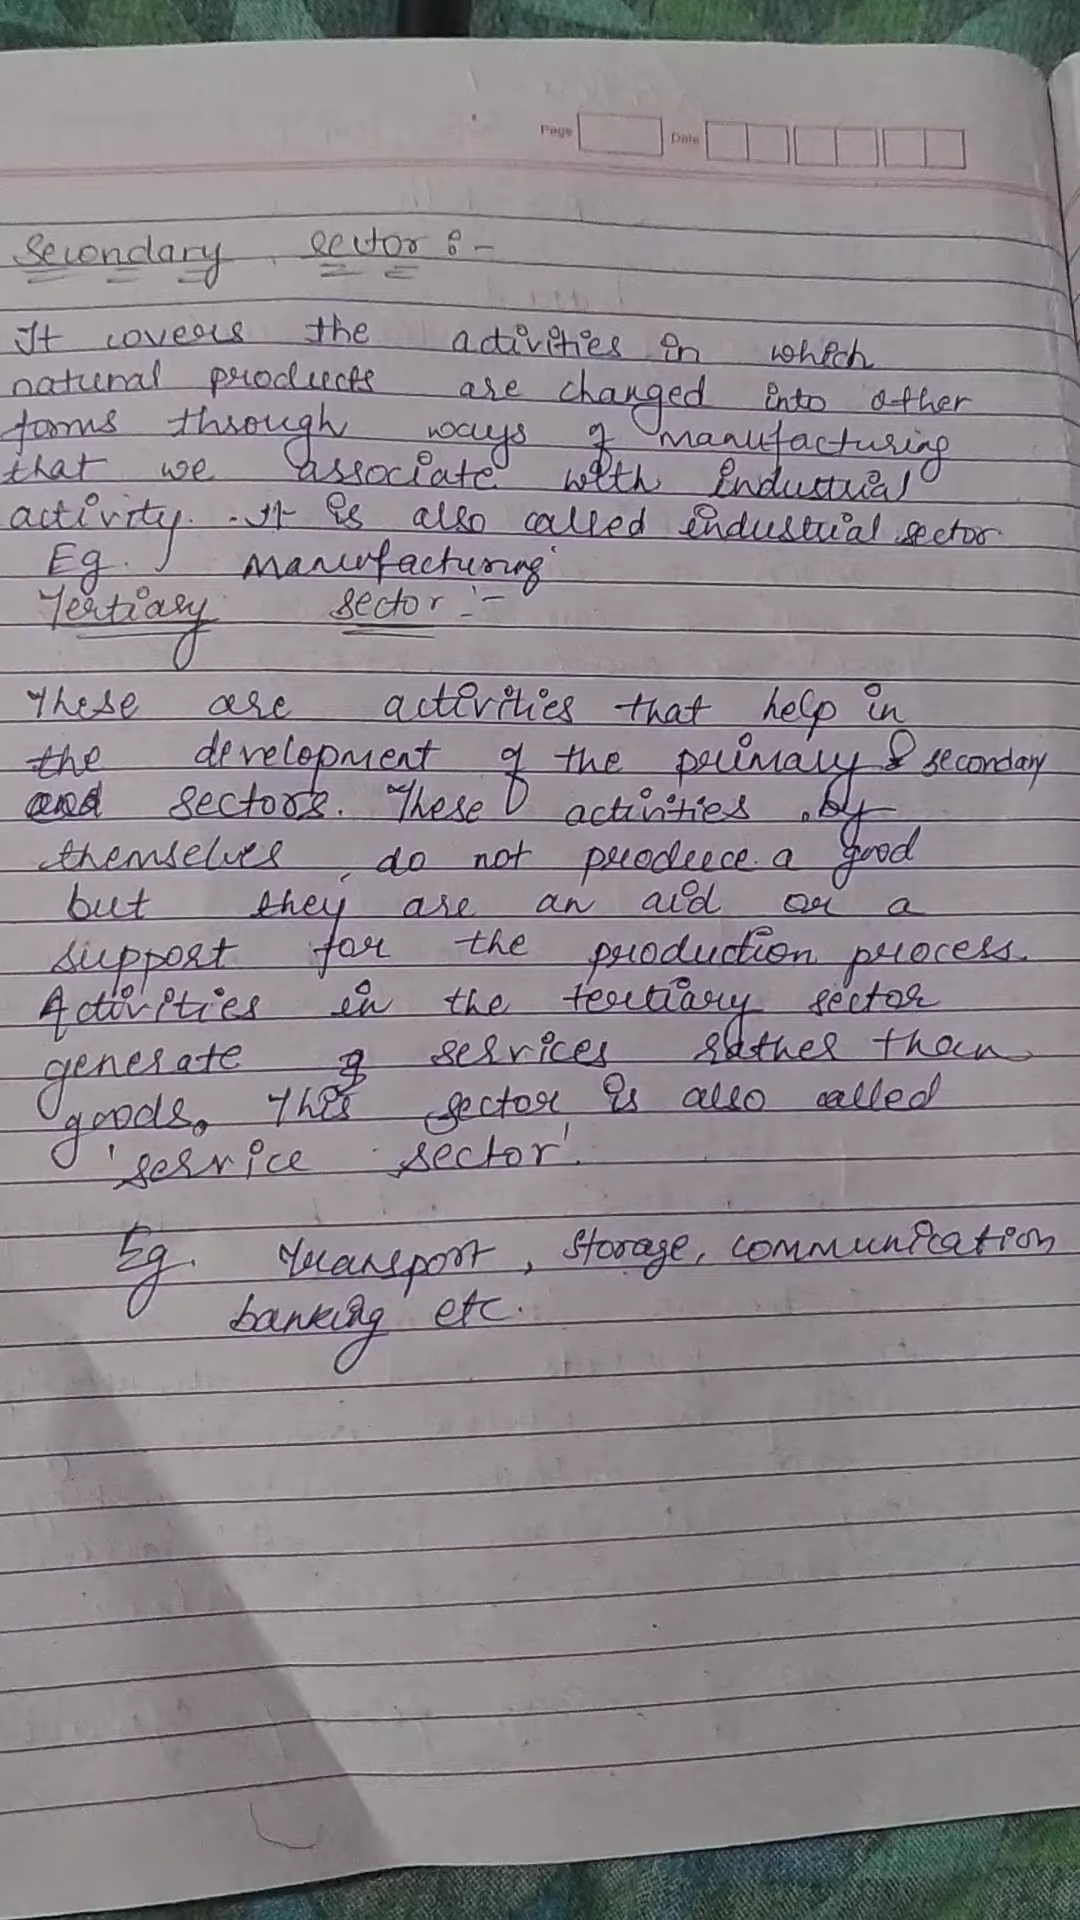 Page Date
Secondary sector :-
It covers the activities in which
natural products are changed into other
forms through ways of manufacturing
that we associate with industrial
activity. It is also called industrial sector
Eg. Manufacturing
Tertiary sector :-
These are activities that help in
the development of the primary & secondary
and sectors. These activities by
themselves do not produce a good
but they are an aid or a
support for the production process.
Activities in the tertiary sector
generate services rather than
goods. This sector is also called
'service sector'.
Eg. Transport, Storage, communication
banking etc.